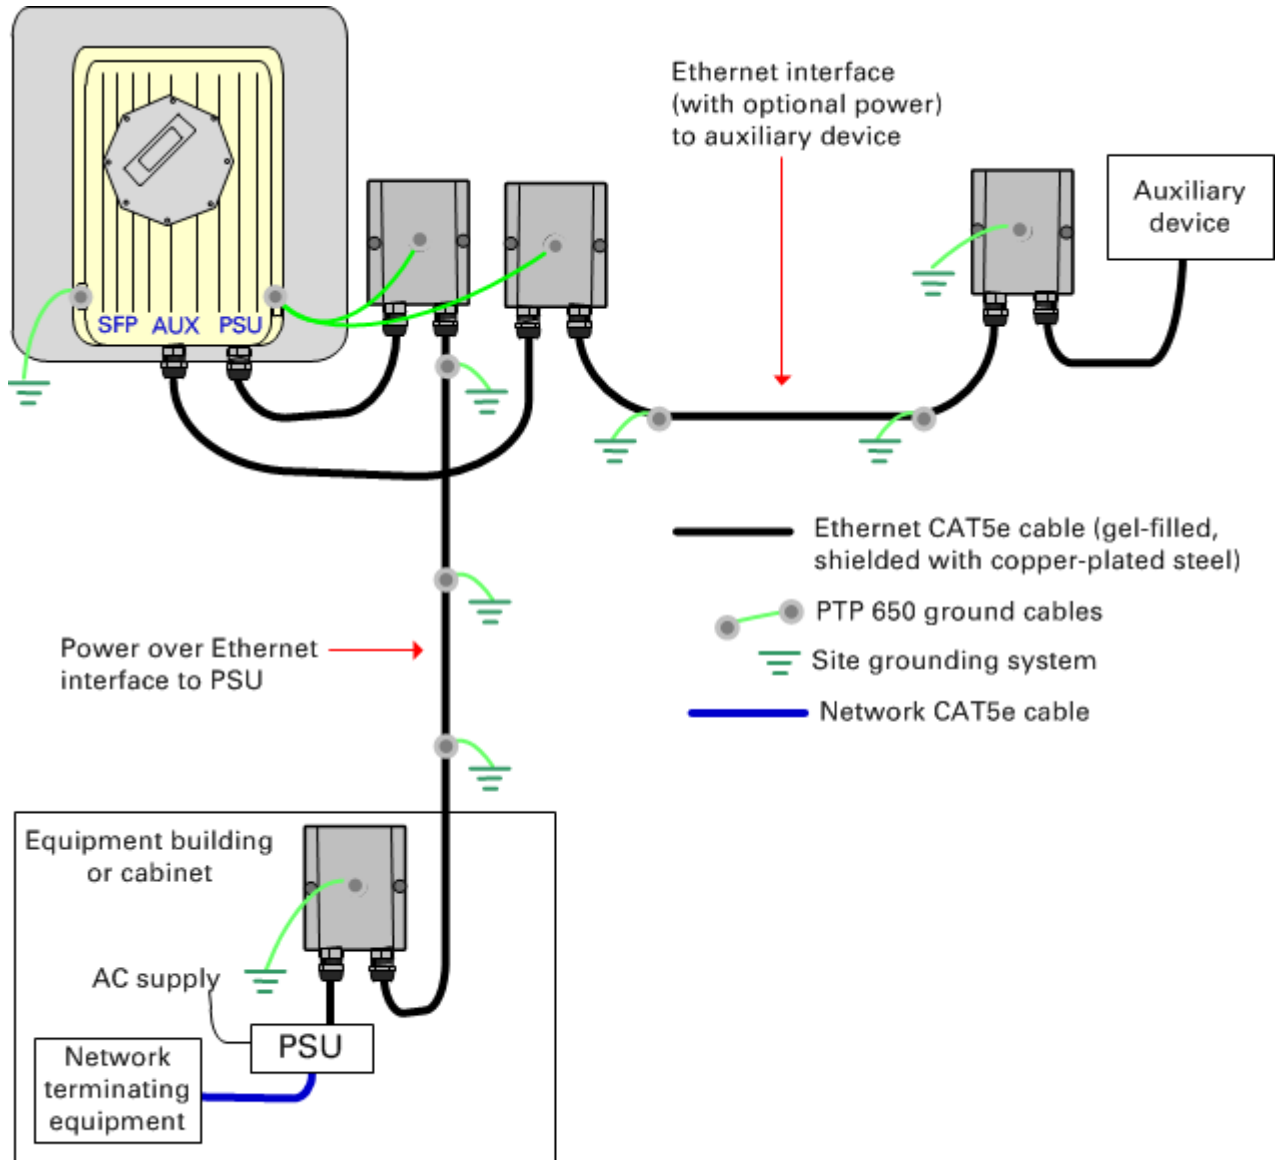 Ethernet interface
(with optional power)
to auxiliary device
Auxiliary
device
SFP AUX PSU
Ethernet CAT5e cable (gel-filled,
shielded with copper-plated steel)
PTP 650 ground cables
Site grounding system
Network CAT5e cable
Power over Ethernet
interface to PSU
Equipment building
or cabinet
AC supply
PSU
Network
terminating
equipment